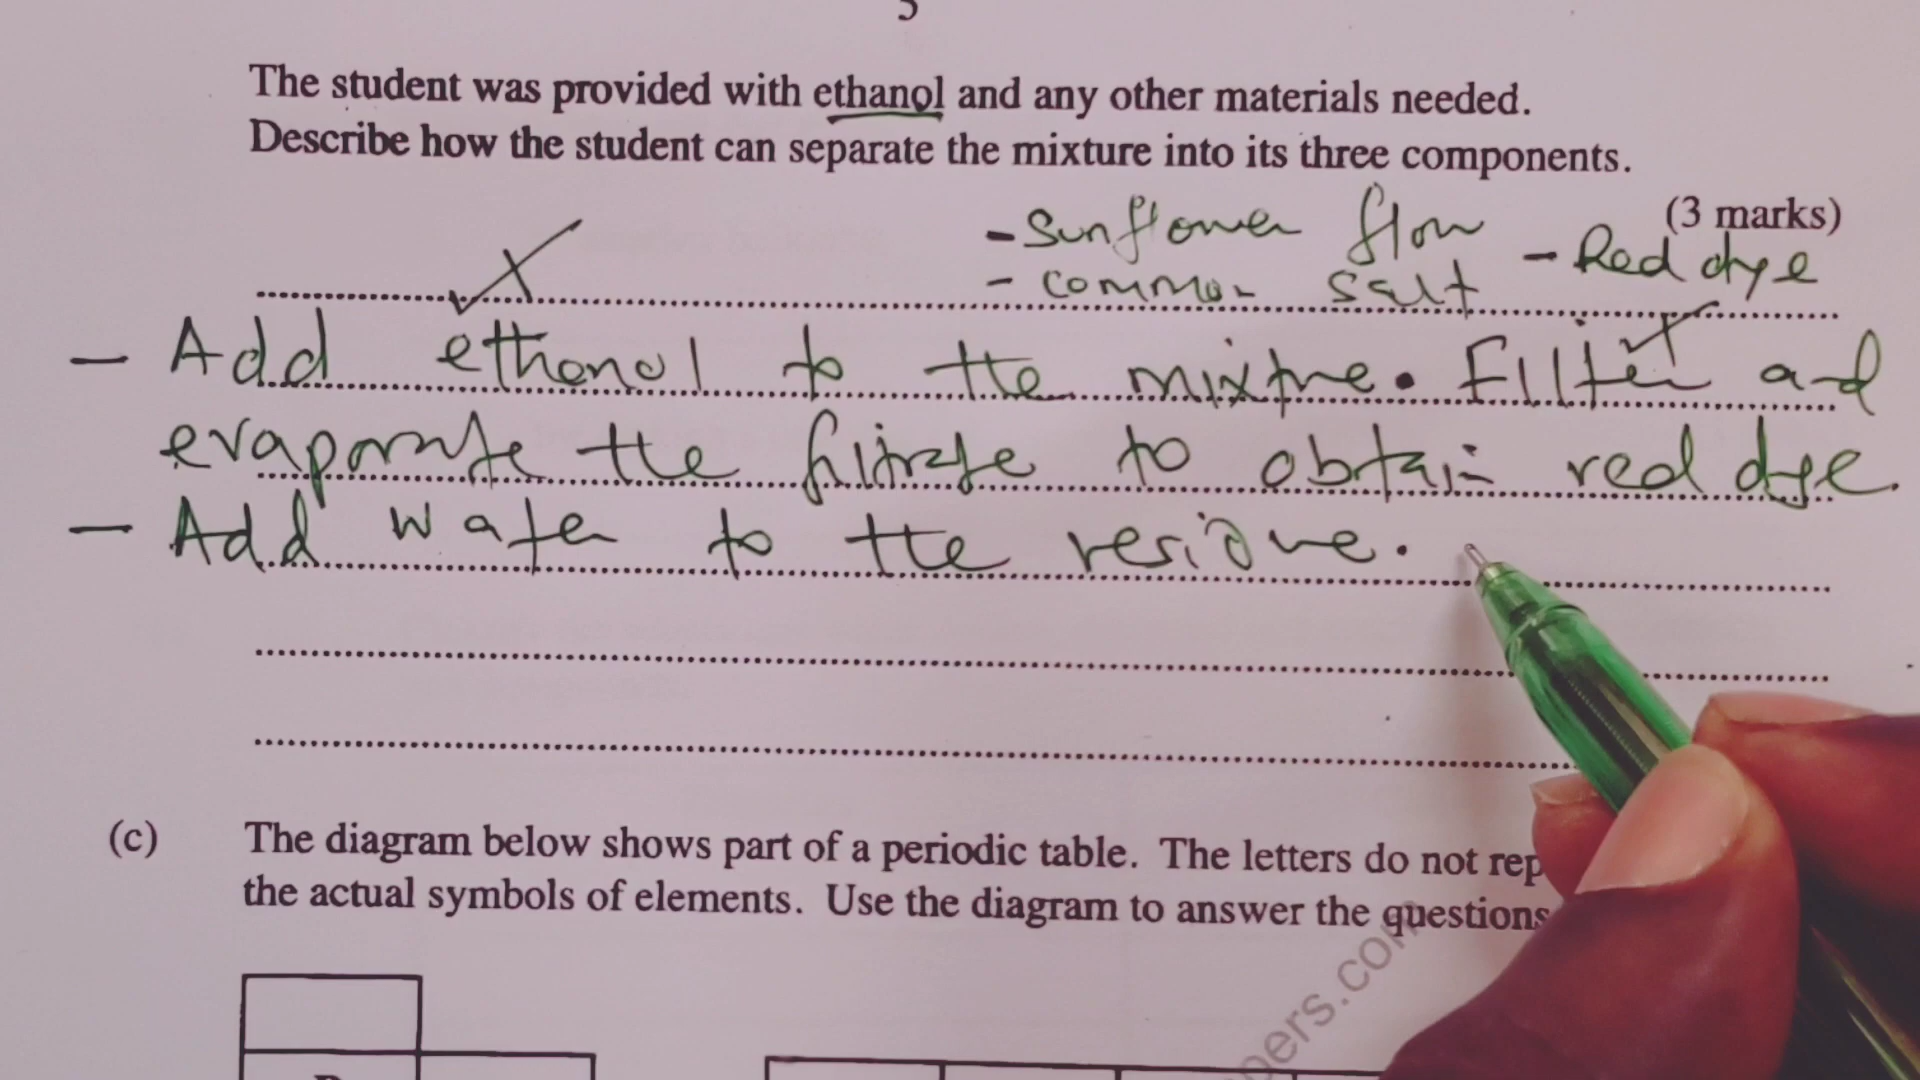 The student was provided with ethanol and any other materials needed.
Describe how the student can separate the mixture into its three components.
(3 marks)
- Sunflower flour - Red dye
- common salt
- Add ethanol to the mixture. Filter and
evaporate the filtrate to obtain red dye.
- Add water to the residue.
(c) The diagram below shows part of a periodic table. The letters do not rep
the actual symbols of elements. Use the diagram to answer the questions
pers.com